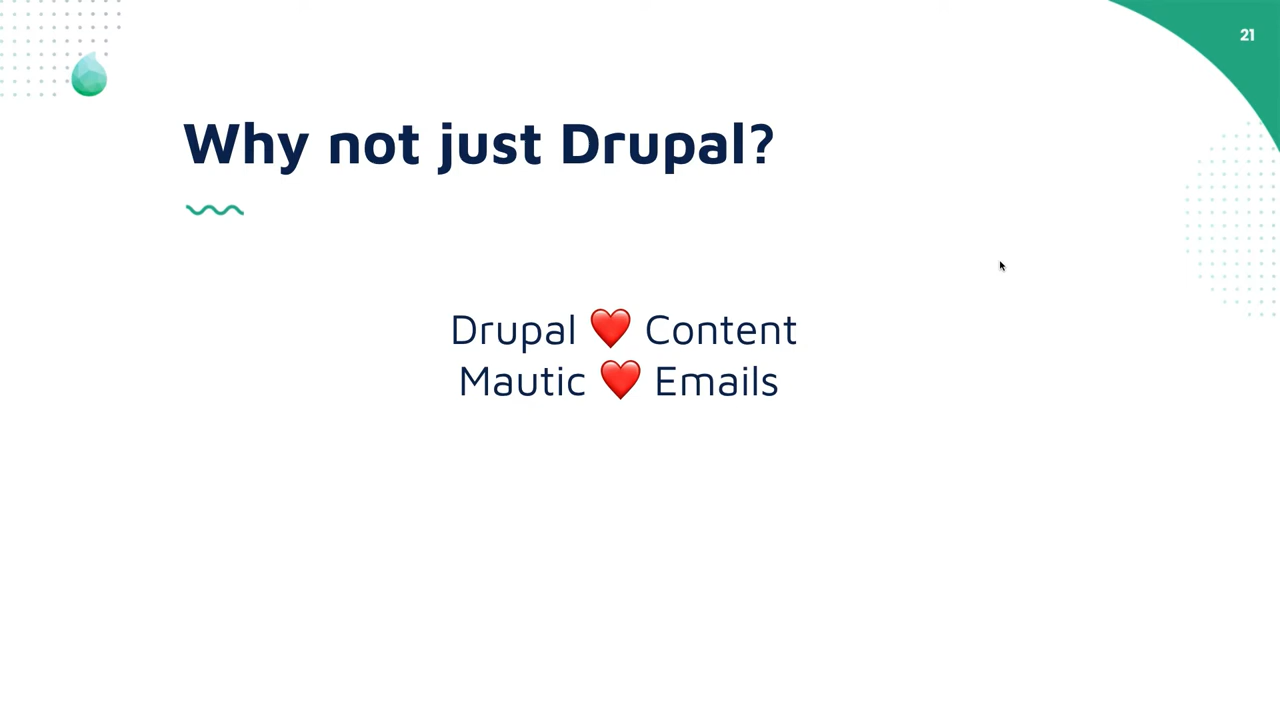 21
Why not just Drupal?
Drupal ❤️ Content
Mautic ❤️ Emails